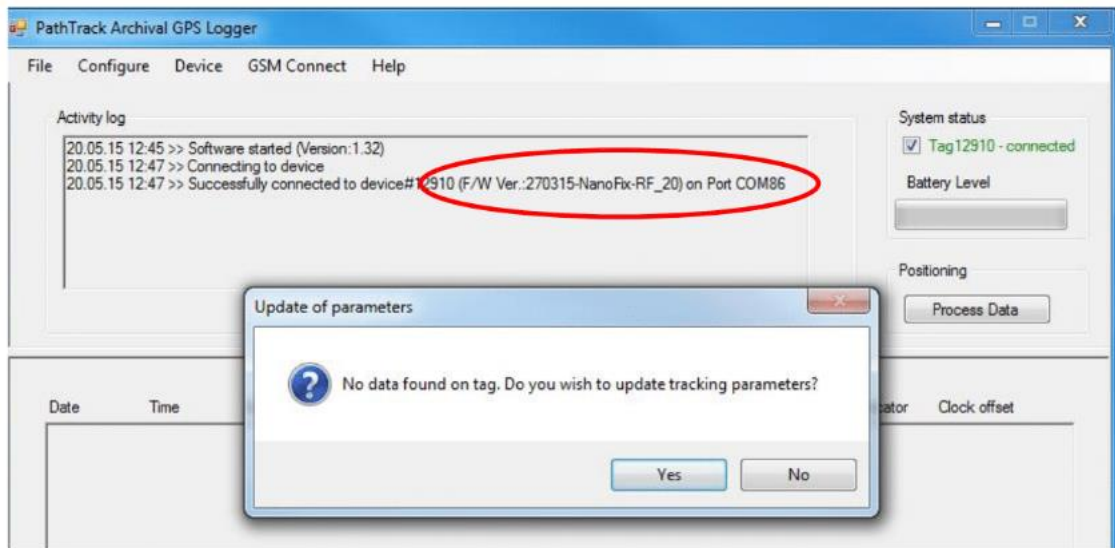 PathTrack Archival GPS Logger
File Configure Device GSM Connect Help
Activity log
20.05.15 12:45 >> Software started (Version:1.32)
20.05.15 12:47 >> Connecting to device
20.05.15 12:47 >> Successfully connected to device#12910 (F/W Ver.:270315-NanoFix-RF_20) on Port COM86
System status
Tag12910 - connected
Battery Level
Positioning
Process Data
Update of parameters
No data found on tag. Do you wish to update tracking parameters?
Yes No
Date Time Clock offset